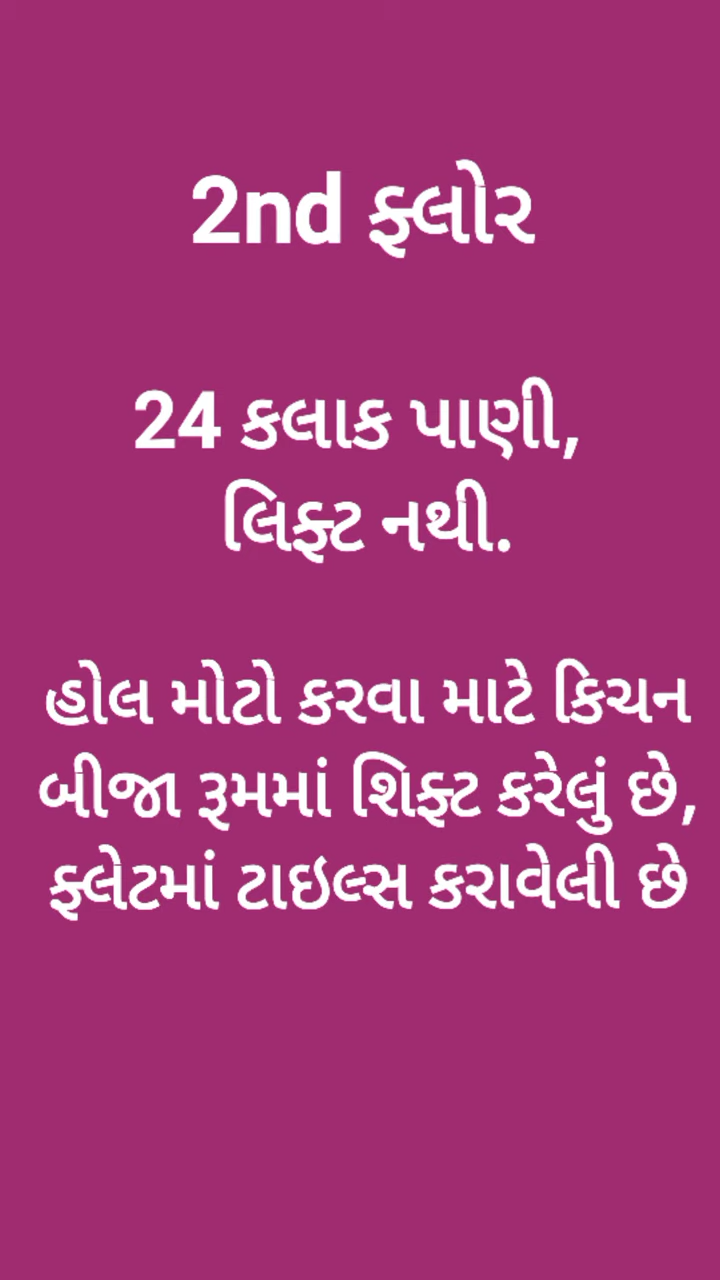 2nd ફ્લોર
24 કલાક પાણી,
લિફ્ટ નથી.
હોલ મોટો કરવા માટે કિચન
બીજા રૂમમાં શિફ્ટ કરેલું છે,
ફ્લેટમાં ટાઇલ્સ કરાવેલી છે